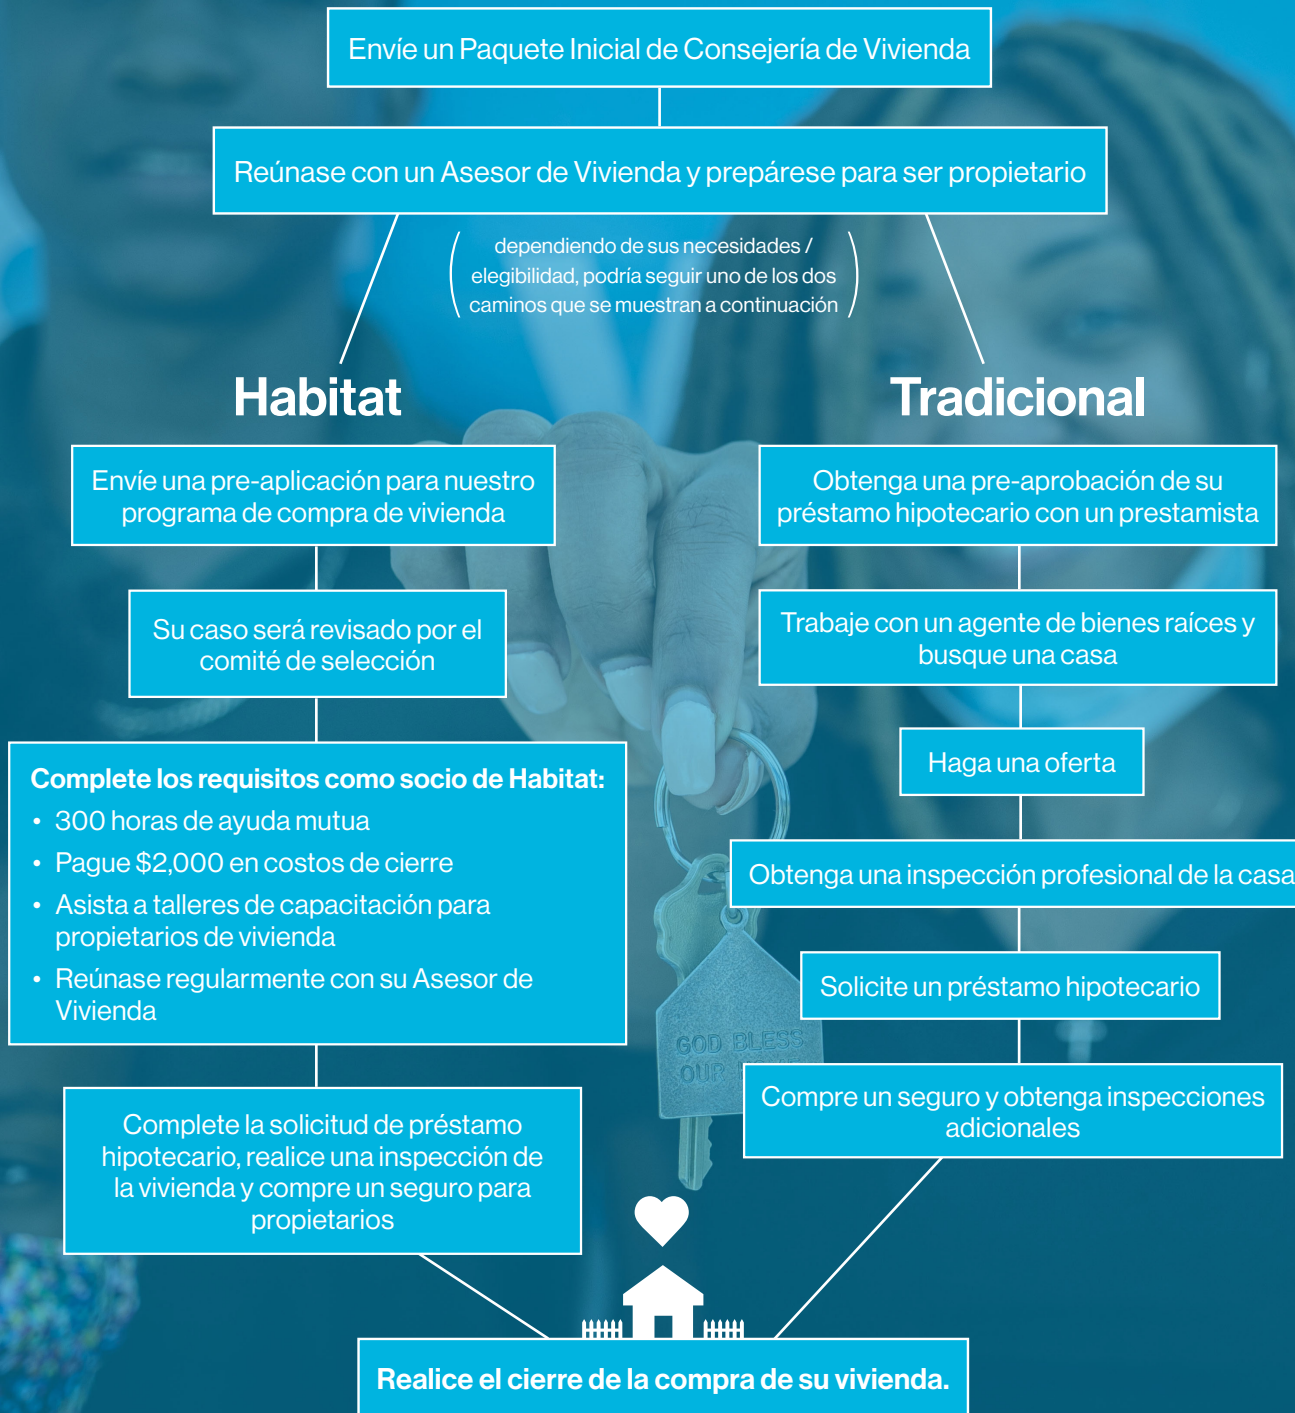 Envíe un Paquete Inicial de Consejería de Vivienda
Reúnase con un Asesor de Vivienda y prepárese para ser propietario
(dependiendo de sus necesidades /
elegibilidad, podría seguir uno de los dos
caminos que se muestran a continuación)
Habitat
Envíe una pre-aplicación para nuestro
programa de compra de vivienda
Su caso será revisado por el
comité de selección
Complete los requisitos como socio de Habitat:
• 300 horas de ayuda mutua
• Pague $2,000 en costos de cierre
• Asista a talleres de capacitación para
propietarios de vivienda
• Reúnase regularmente con su Asesor de
Vivienda
Complete la solicitud de préstamo
hipotecario, realice una inspección de
la vivienda y compre un seguro para
propietarios
Tradicional
Obtenga una pre-aprobación de su
préstamo hipotecario con un prestamista
Trabaje con un agente de bienes raíces y
busque una casa
Haga una oferta
Obtenga una inspección profesional de la casa
Solicite un préstamo hipotecario
Compre un seguro y obtenga inspecciones
adicionales
GOD BLESS
OUR
Realice el cierre de la compra de su vivienda.